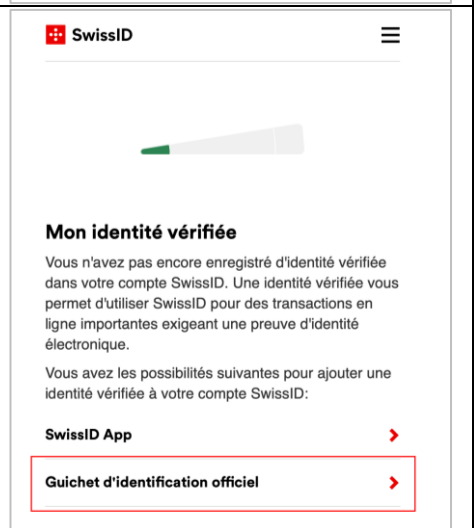 SwissID
Mon identité vérifiée
Vous n'avez pas encore enregistré d'identité vérifiée
dans votre compte SwissID. Une identité vérifiée vous
permet d'utiliser SwissID pour des transactions en
ligne importantes exigeant une preuve d'identité
électronique.
Vous avez les possibilités suivantes pour ajouter une
identité vérifiée à votre compte SwissID:
SwissID App
Guichet d'identification officiel